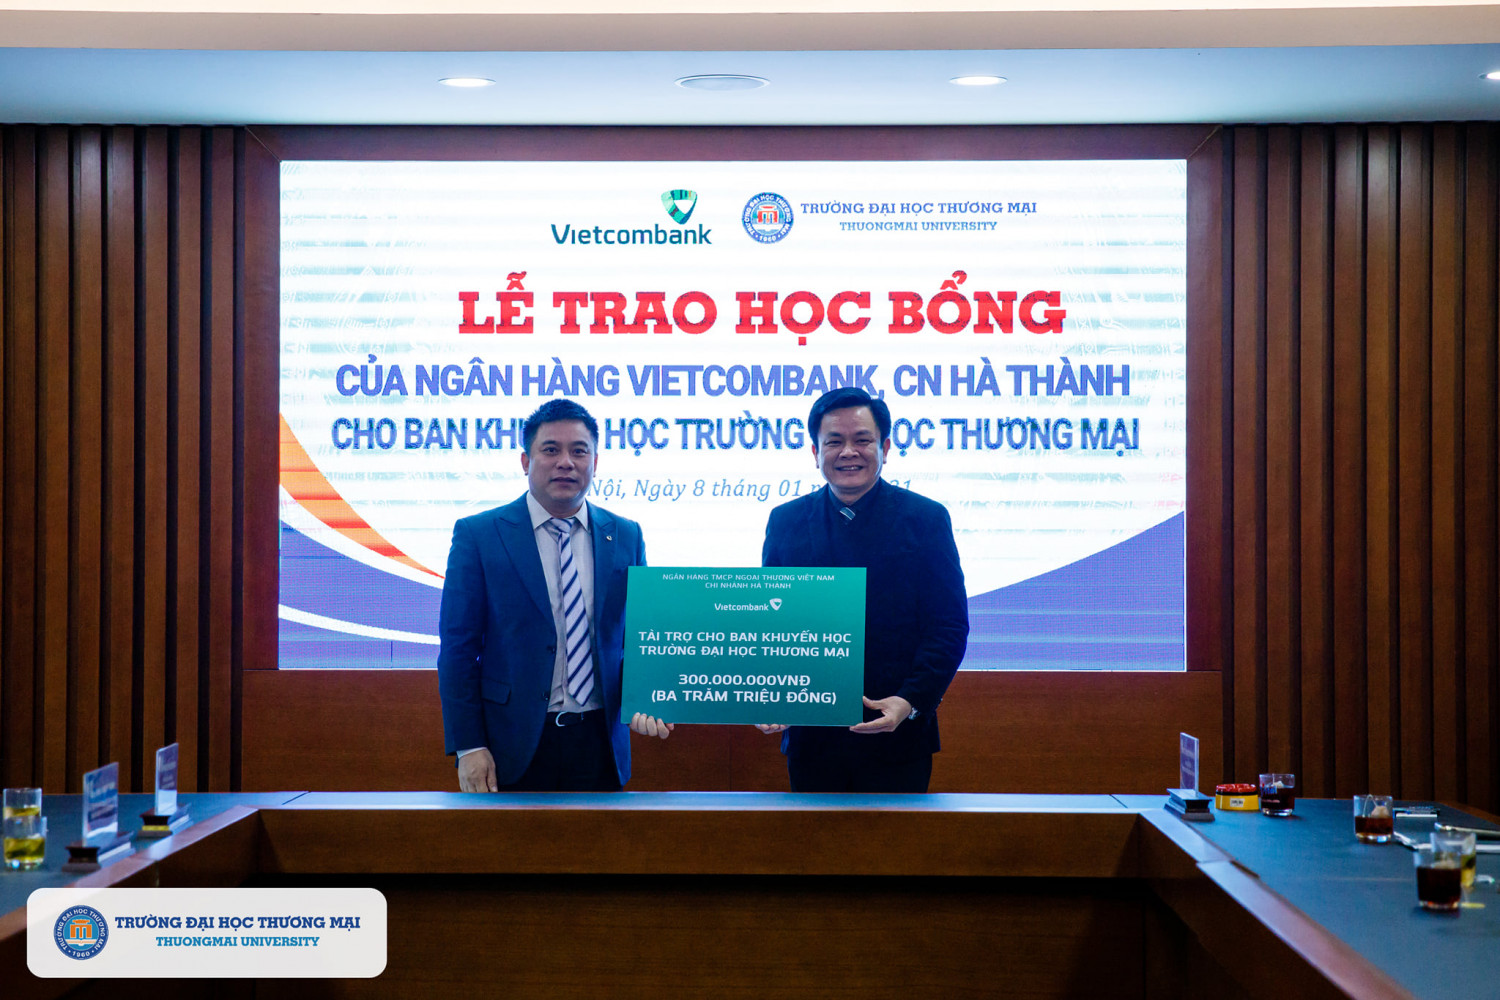 Vietcombank
TRƯỜNG ĐẠI HỌC THƯƠNG MẠI
THUONGMAI UNIVERSITY
LỄ TRAO HỌC BỔNG
CỦA NGÂN HÀNG VIETCOMBANK, CN HÀ THÀNH
CHO BAN HỌC TRƯỜNG THƯƠNG MẠI
Nội, Ngày 8 tháng 01
NGÂN HÀNG TMCP NGOẠI THƯƠNG VIỆT NAM
CHI NHÁNH HÀ THÀNH
Vietcombank
TÀI TRỢ CHO BAN KHUYẾN HỌC
TRƯỜNG ĐẠI HỌC THƯƠNG MẠI
300.000.000VNĐ
(BA TRĂM TRIỆU ĐỒNG)
TRƯỜNG ĐẠI HỌC THƯƠNG MẠI
THUONGMAI UNIVERSITY
1960